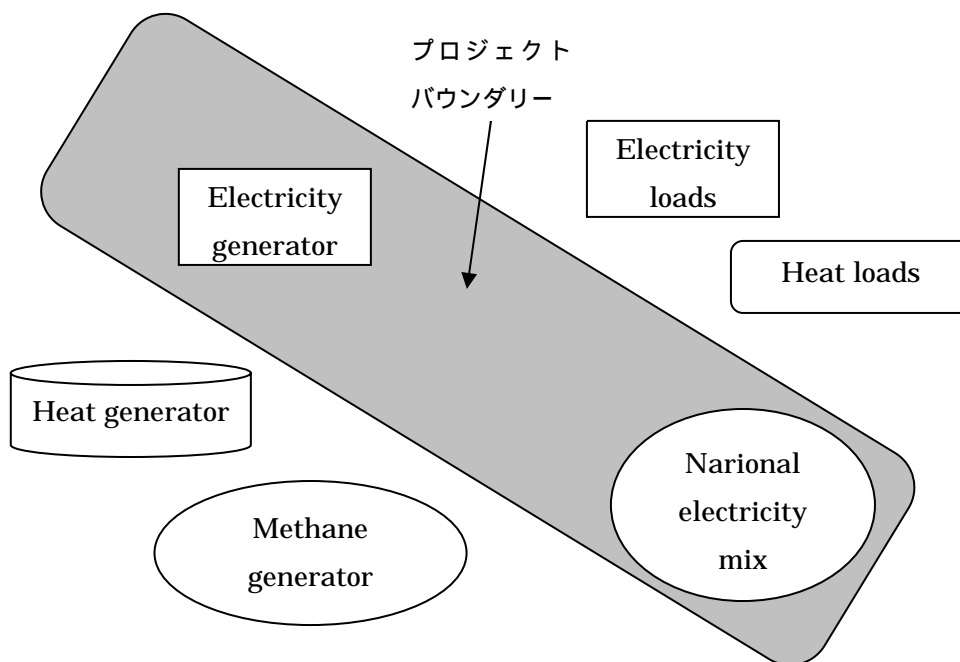 プロジェクト
バウンダリー
Electricity
loads
Electricity
generator
Heat loads
Heat generator
Narional
electricity
mix
Methane
generator